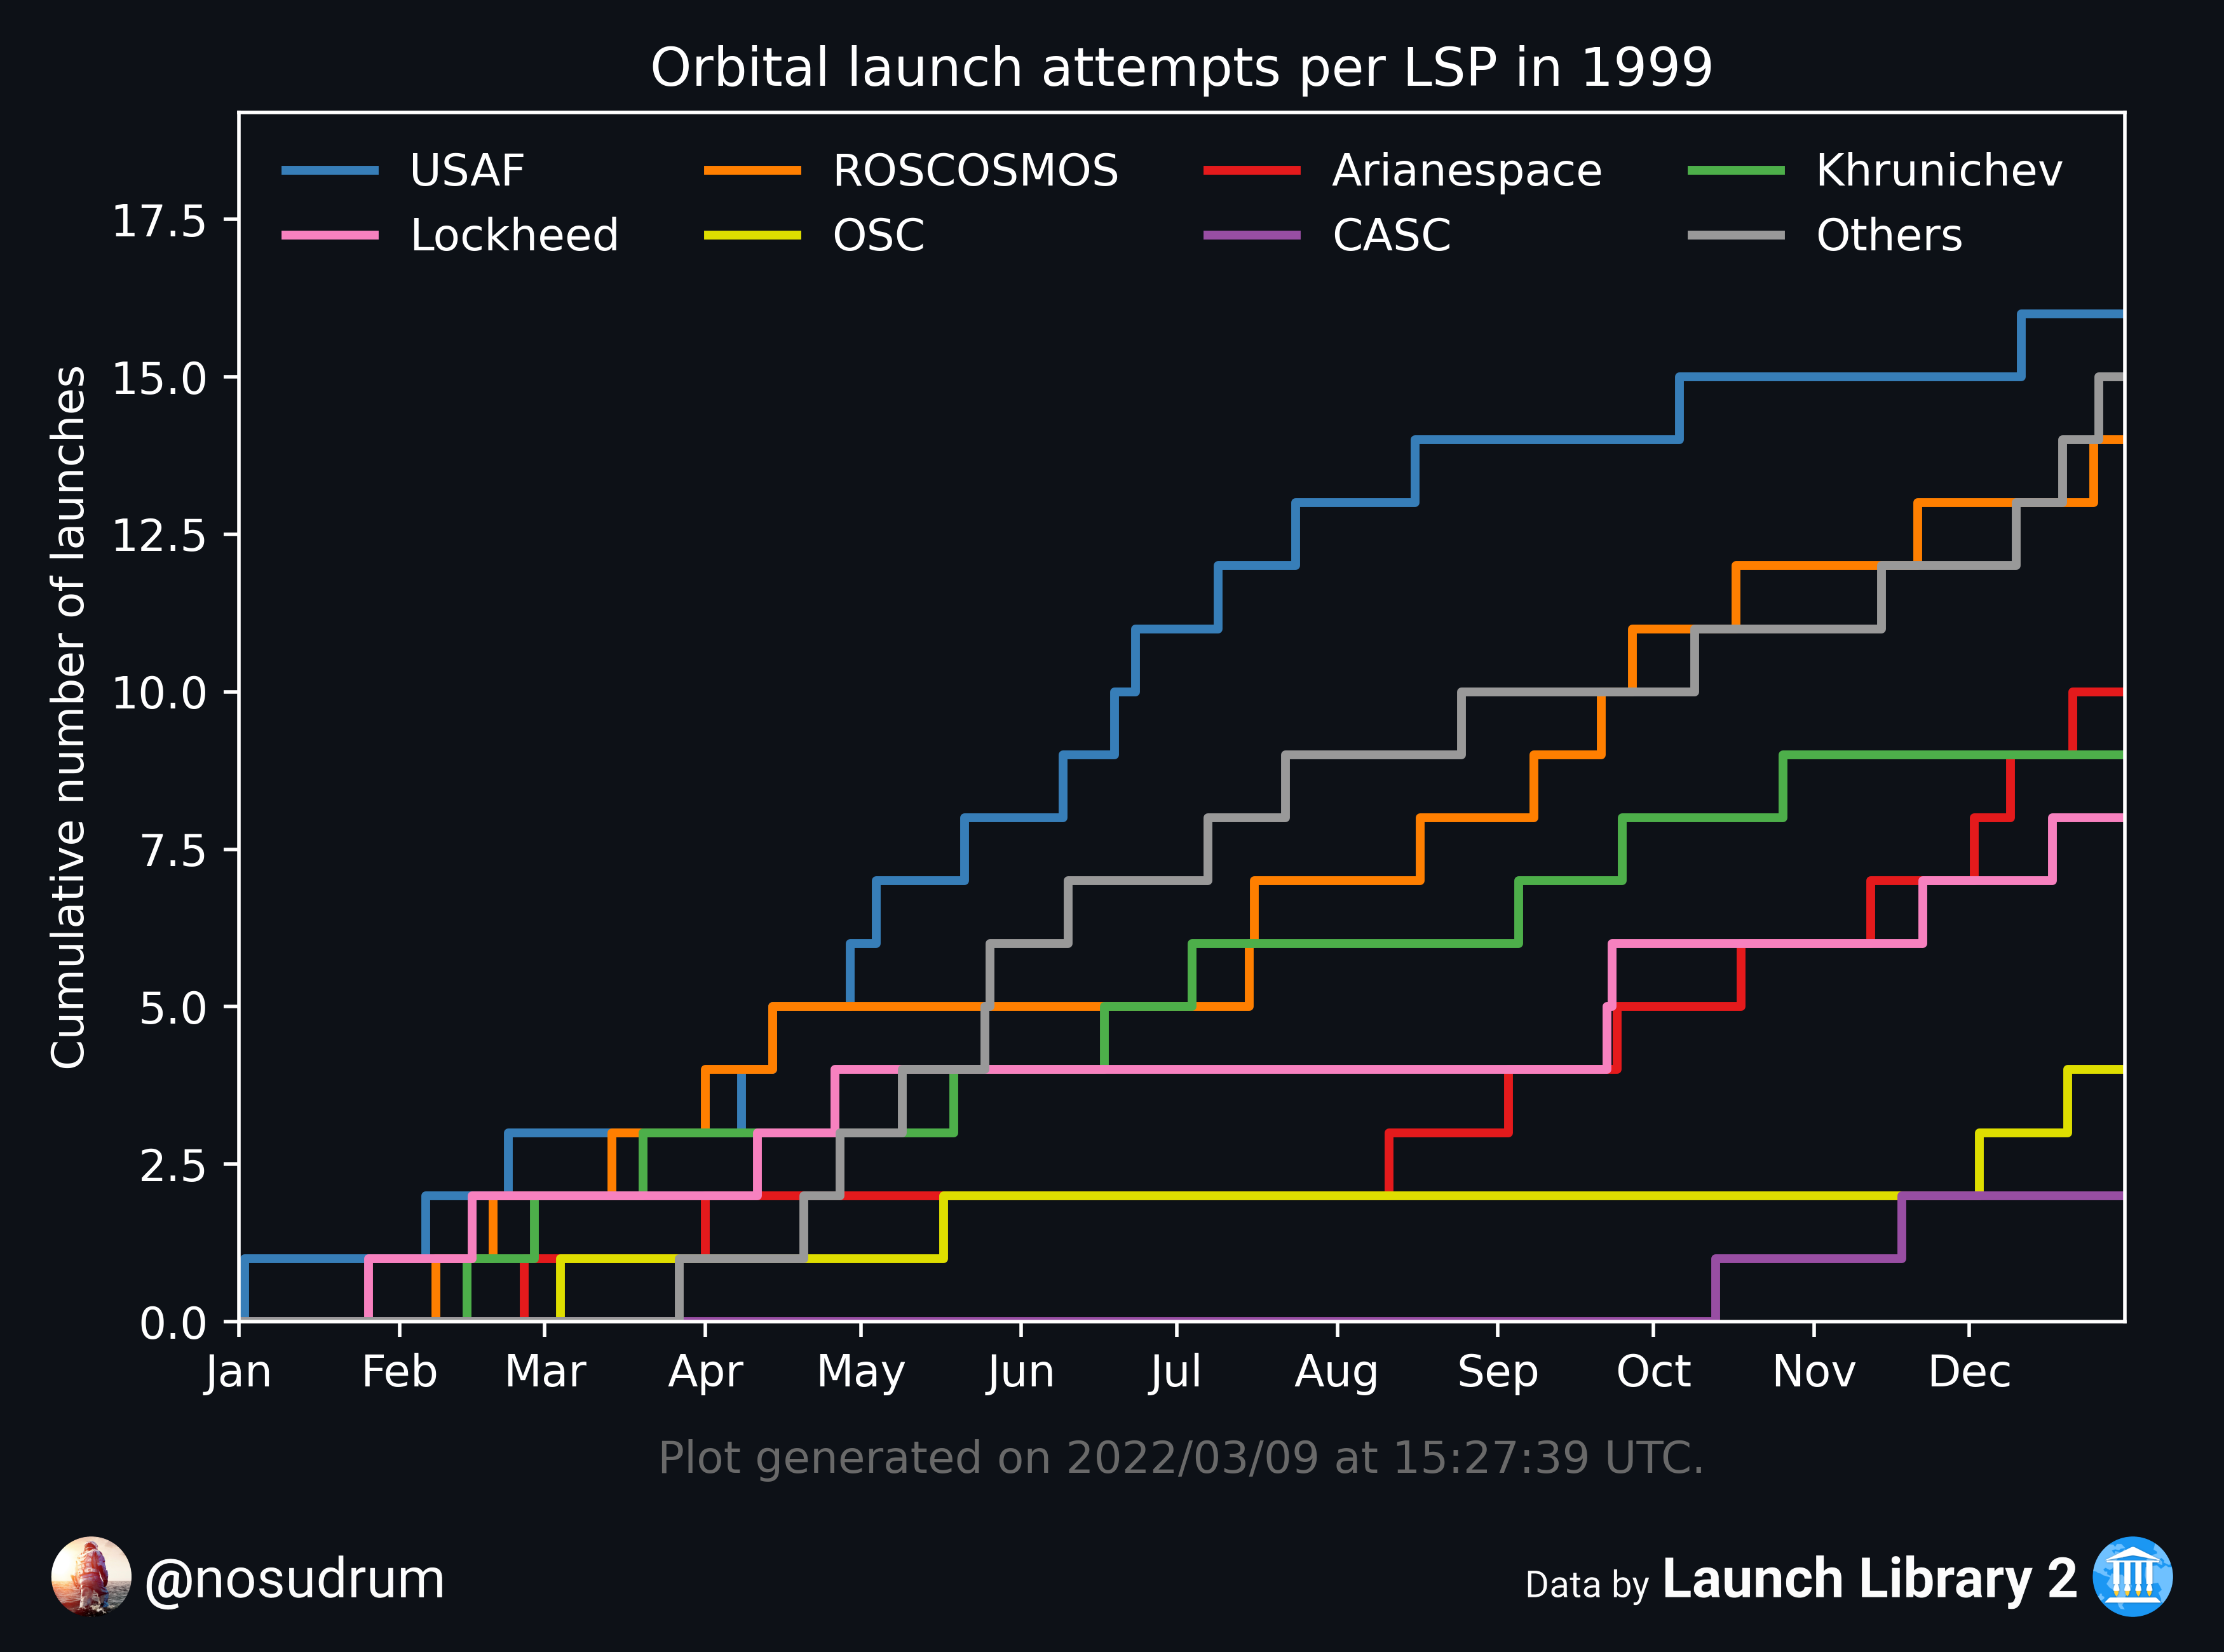 Orbital launch attempts per LSP in 1999
USAF ROSCOSMOS Arianespace Khrunichev
Lockheed OSC CASC Others
Cumulative number of launches
17.5
15.0
12.5
10.0
7.5
5.0
2.5
0.0
Jan Feb Mar Apr May Jun Jul Aug Sep Oct Nov Dec
Plot generated on 2022/03/09 at 15:27:39 UTC.
@nosudrum
Data by Launch Library 2